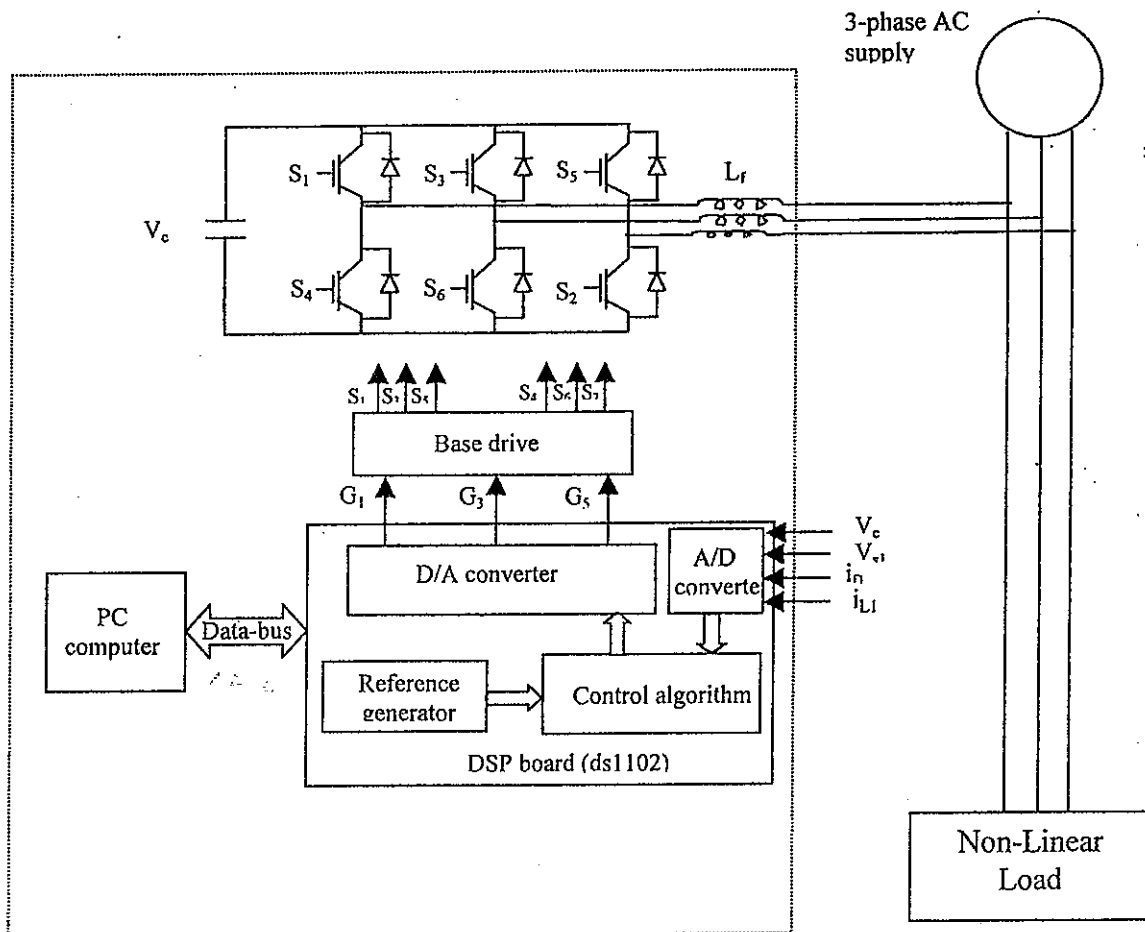 3-phase AC
supply
S1
S3
S5
Lf
Vc
S4
S6
S2
Base drive
G1
G3
G5
Vc
D/A converter
A/D
converte
iL1
PC
computer
Data-bus
Reference
generator
Control algorithm
DSP board (ds1102)
Non-Linear
Load